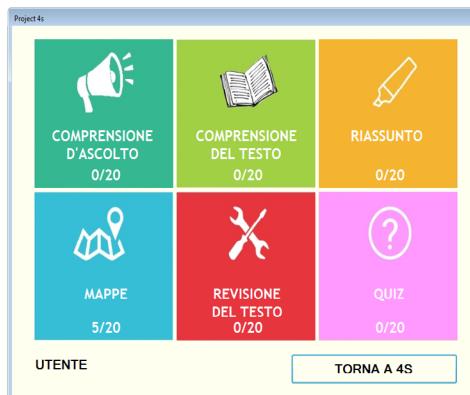 Project 4s
COMPRENSIONE
D'ASCOLTO
0/20
COMPRENSIONE
DEL TESTO
0/20
RIASSUNTO
0/20
MAPPE
5/20
REVISIONE
DEL TESTO
0/20
?
QUIZ
0/20
UTENTE
TORNA A 4S